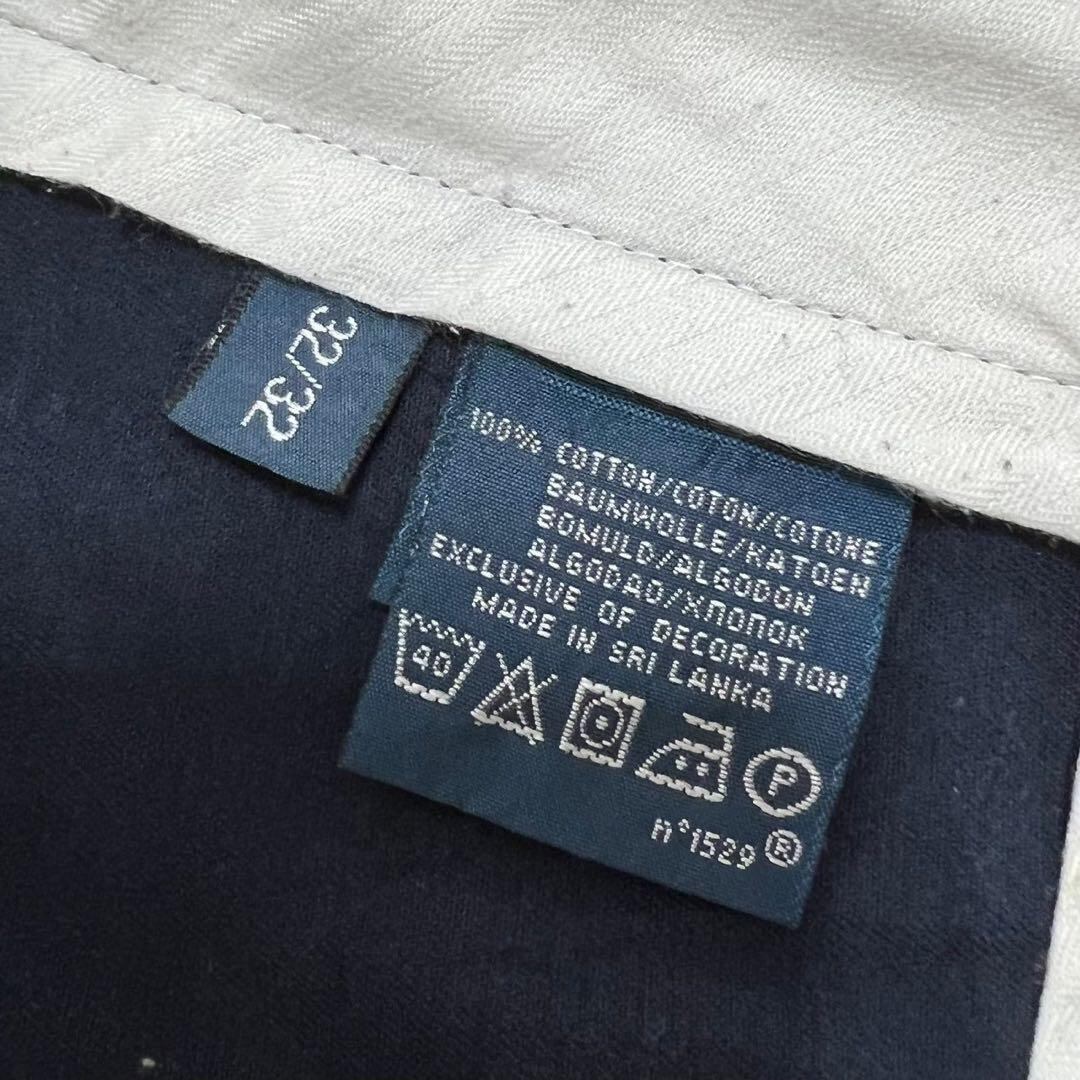 32/32
100% COTTON/COTON/COTONE
BAUMWOLLE/KATOEN
BOMULD/ALGODON
ALGODAO/ХЛОПОК
EXCLUSIVE OF DECORATION
MADE IN SRI LANKA
40
P
n°1529 ®